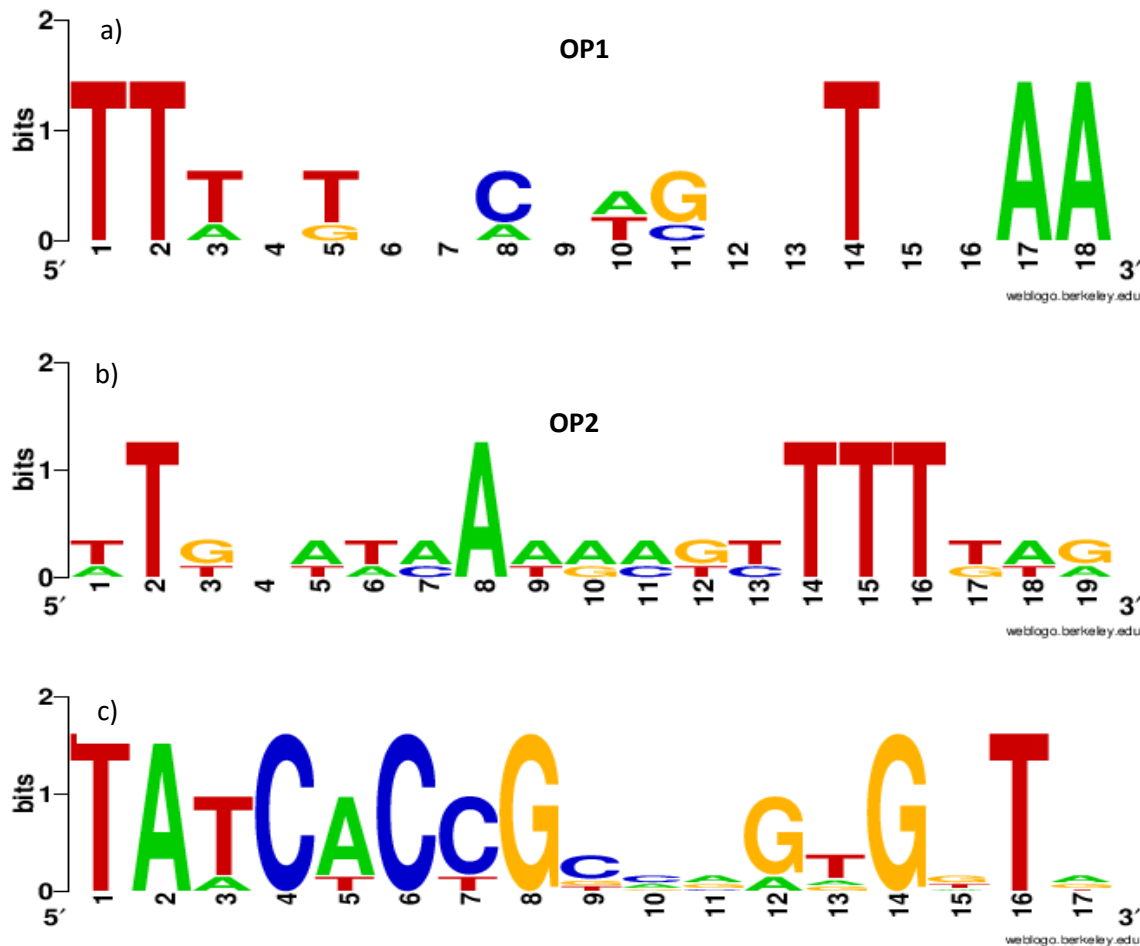 a)
OP1
2
1
0
bits
T T T A T G C A A T G C T A A
1 2 3 4 5 6 7 8 9 10 11 12 13 14 15 16 17 18
5′ 3′
weblogo.berkeley.edu
b)
OP2
2
1
0
bits
T A T G T A T T A A C A A T A G A C G T T C T T T T G A T G A
1 2 3 4 5 6 7 8 9 10 11 12 13 14 15 16 17 18 19
5′ 3′
weblogo.berkeley.edu
c)
2
1
0
bits
T A T A C A T C C T G C G T C A A G C G A T A G G G T A T A G
1 2 3 4 5 6 7 8 9 10 11 12 13 14 15 16 17
5′ 3′
weblogo.berkeley.edu